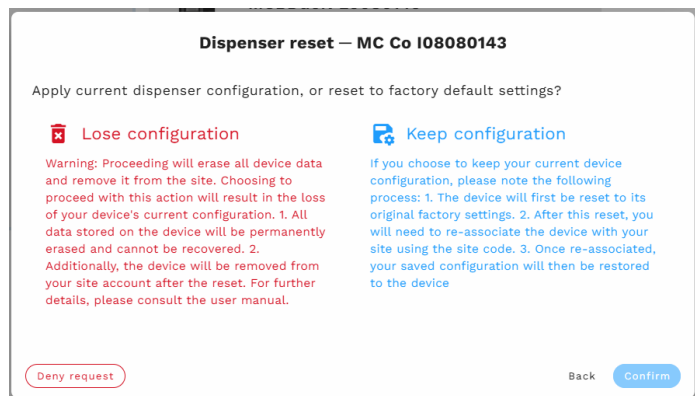 Dispenser reset — MC Co I08080143
Apply current dispenser configuration, or reset to factory default settings?
Lose configuration
Warning: Proceeding will erase all device data
and remove it from the site. Choosing to
proceed with this action will result in the loss
of your device's current configuration. 1. All
data stored on the device will be permanently
erased and cannot be recovered. 2.
Additionally, the device will be removed from
your site account after the reset. For further
details, please consult the user manual.
Keep configuration
If you choose to keep your current device
configuration, please note the following
process: 1. The device will first be reset to its
original factory settings. 2. After this reset, you
will need to re-associate the device with your
site using the site code. 3. Once re-associated,
your saved configuration will then be restored
to the device
Deny request
Back
Confirm